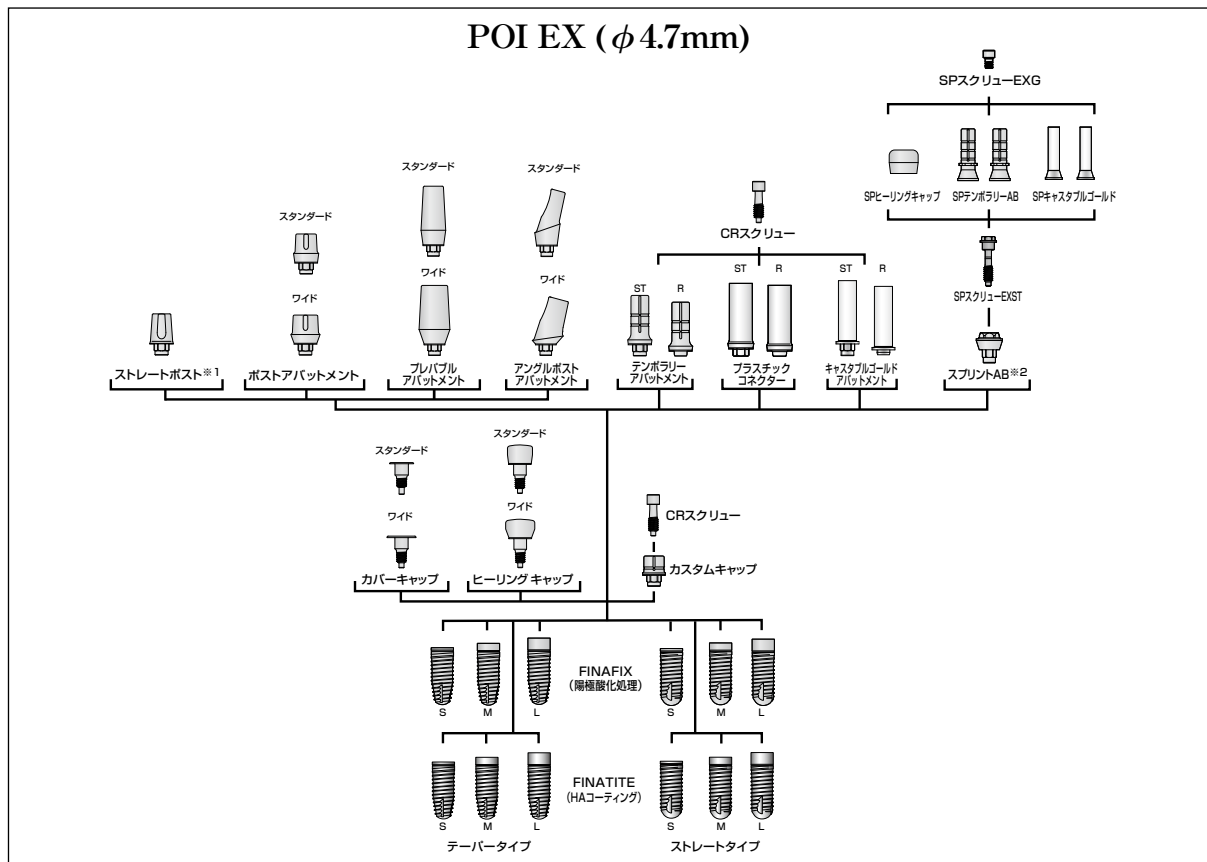 POI EX (φ4.7mm)
SPスクリューEXG
SPヒーリングキャップ
SPテンポラリーAB
SPキャスタブルゴールド
SPスクリューEXST
スプリントAB※2
CRスクリュー
ST
R
テンポラリー
アバットメント
ST
R
プラスチック
コネクター
ST
R
キャスタブルゴールド
アバットメント
スタンダード
ワイド
アングルポスト
アバットメント
スタンダード
ワイド
プレパブル
アバットメント
スタンダード
ワイド
ポストアバットメント
ストレートポスト※1
スタンダード
ワイド
カバーキャップ
スタンダード
ワイド
ヒーリングキャップ
CRスクリュー
カスタムキャップ
S
M
L
FINAFIX
(陽極酸化処理)
S
M
L
S
M
L
FINATITE
(HAコーティング)
S
M
L
テーパータイプ
ストレートタイプ